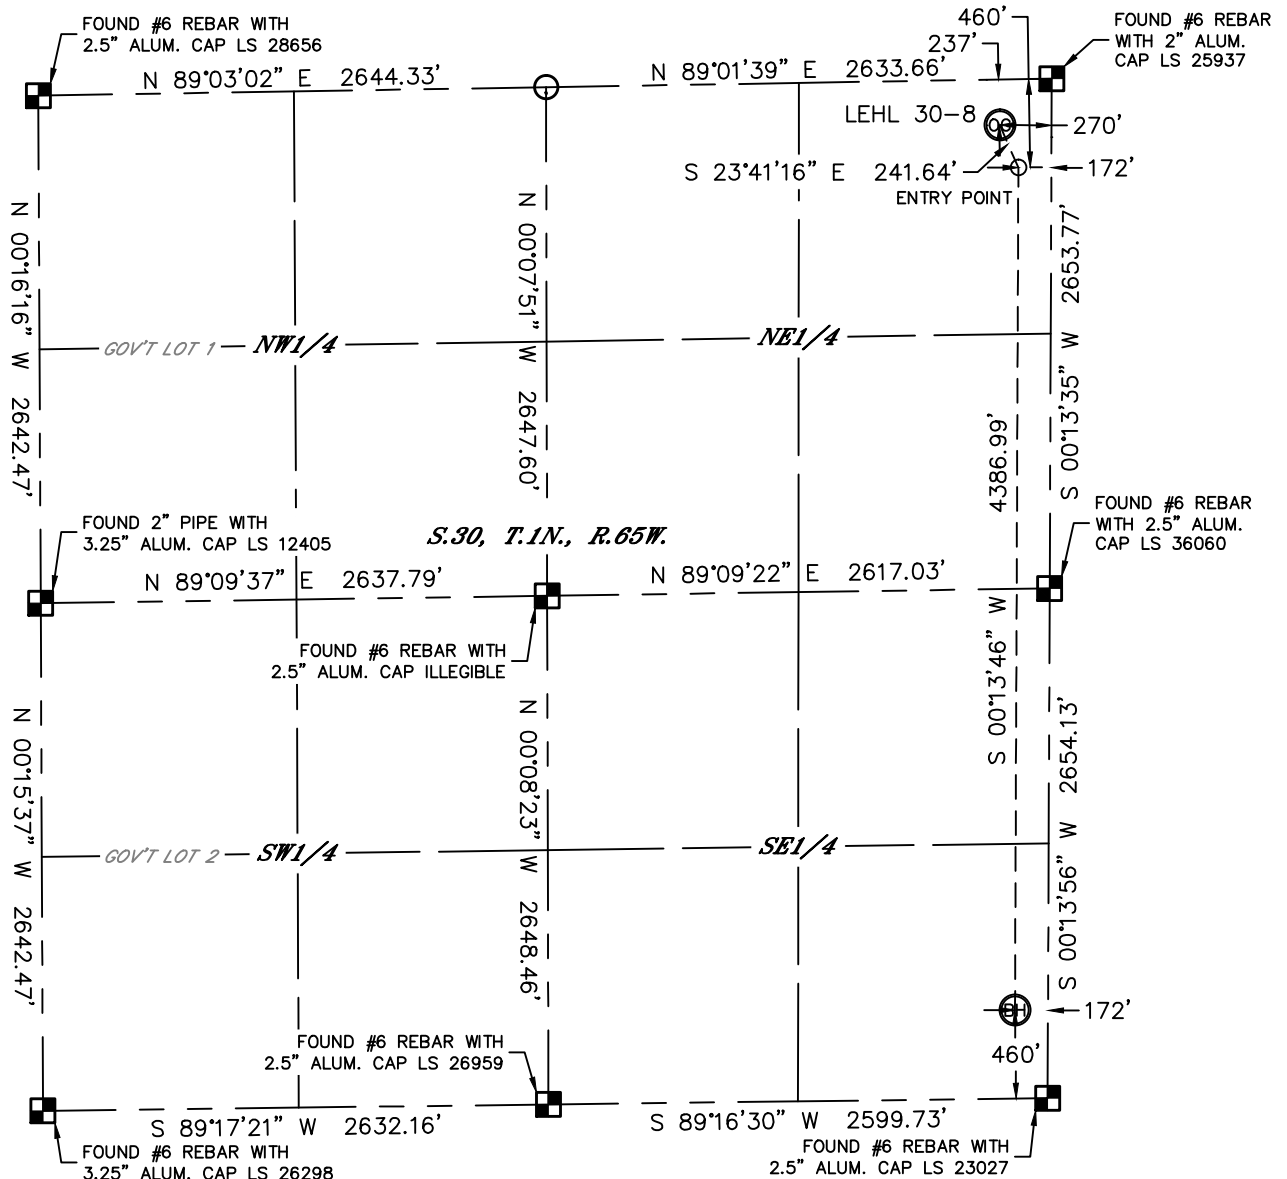 FOUND #6 REBAR WITH
2.5" ALUM. CAP LS 28656
460'
237'
FOUND #6 REBAR
WITH 2" ALUM.
CAP LS 25937
N 89°03'02" E 2644.33'
N 89°01'39" E 2633.66'
LEHL 30-8
OG
270'
S 23°41'16" E 241.64'
172'
ENTRY POINT
N 00°16'16" W 2642.47'
N 00°07'51" W 2647.60'
S 00°13'35" W 2653.77'
GOV'T LOT 1
NW1/4
NE1/4
4386.99'
S 00°13'46" W
FOUND #6 REBAR
WITH 2.5" ALUM.
CAP LS 36060
FOUND 2" PIPE WITH
3.25" ALUM. CAP LS 12405
S.30, T.1N., R.65W.
N 89°09'37" E 2637.79'
N 89°09'22" E 2617.03'
FOUND #6 REBAR WITH
2.5" ALUM. CAP ILLEGIBLE
N 00°15'37" W 2642.47'
N 00°08'23" W 2648.46'
S 00°13'56" W 2654.13'
GOV'T LOT 2
SW1/4
SE1/4
BH
172'
460'
FOUND #6 REBAR WITH
2.5" ALUM. CAP LS 26959
S 89°17'21" W 2632.16'
S 89°16'30" W 2599.73'
FOUND #6 REBAR WITH
3.25" ALUM. CAP LS 26298
FOUND #6 REBAR WITH
2.5" ALUM. CAP LS 23027